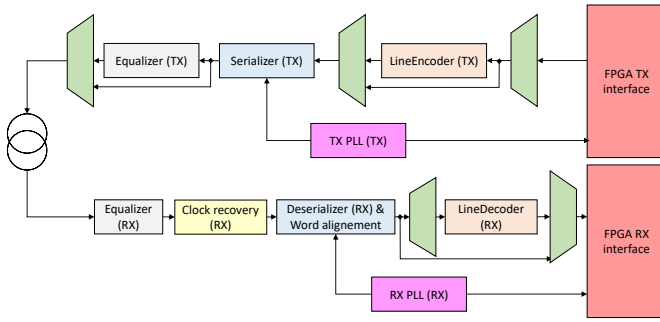 Equalizer (TX)
Serializer (TX)
LineEncoder (TX)
FPGA TX
interface
TX PLL (TX)
Equalizer
(RX)
Clock recovery
(RX)
Deserializer (RX) &
Word alignement
LineDecoder
(RX)
FPGA RX
interface
RX PLL (RX)